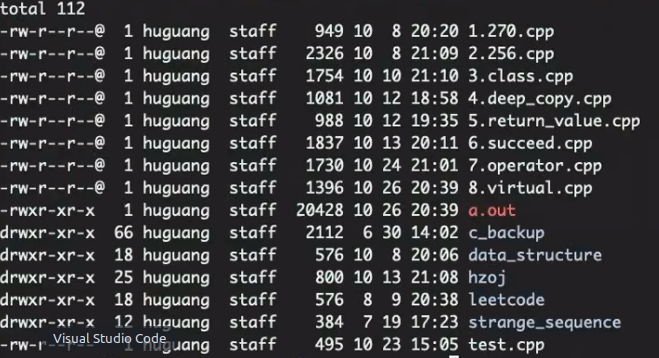 total 112
-rw-r--r--@ 1 huguang staff 949 10 8 20:20 1.270.cpp
-rw-r--r--@ 1 huguang staff 2326 10 8 21:09 2.256.cpp
-rw-r--r--@ 1 huguang staff 1754 10 10 21:10 3.class.cpp
-rw-r--r--@ 1 huguang staff 1081 10 12 18:58 4.deep_copy.cpp
-rw-r--r--@ 1 huguang staff 988 10 12 19:35 5.return_value.cpp
-rw-r--r--@ 1 huguang staff 1837 10 13 20:11 6.succeed.cpp
-rw-r--r--@ 1 huguang staff 1730 10 24 21:01 7.operator.cpp
-rw-r--r--@ 1 huguang staff 1396 10 26 20:39 8.virtual.cpp
-rwxr-xr-x 1 huguang staff 20428 10 26 20:39 a.out
drwxr-xr-x 66 huguang staff 2112 6 30 14:02 c_backup
drwxr-xr-x 18 huguang staff 576 10 8 20:06 data_structure
drwxr-xr-x 25 huguang staff 800 10 13 21:08 hzoj
drwxr-xr-x 18 huguang staff 576 8 9 20:38 leetcode
drwxr-xr-x 12 huguang staff 384 7 19 17:23 strange_sequence
Visual Studio Code
-rw-r--r-- 1 huguang staff 495 10 23 15:05 test.cpp